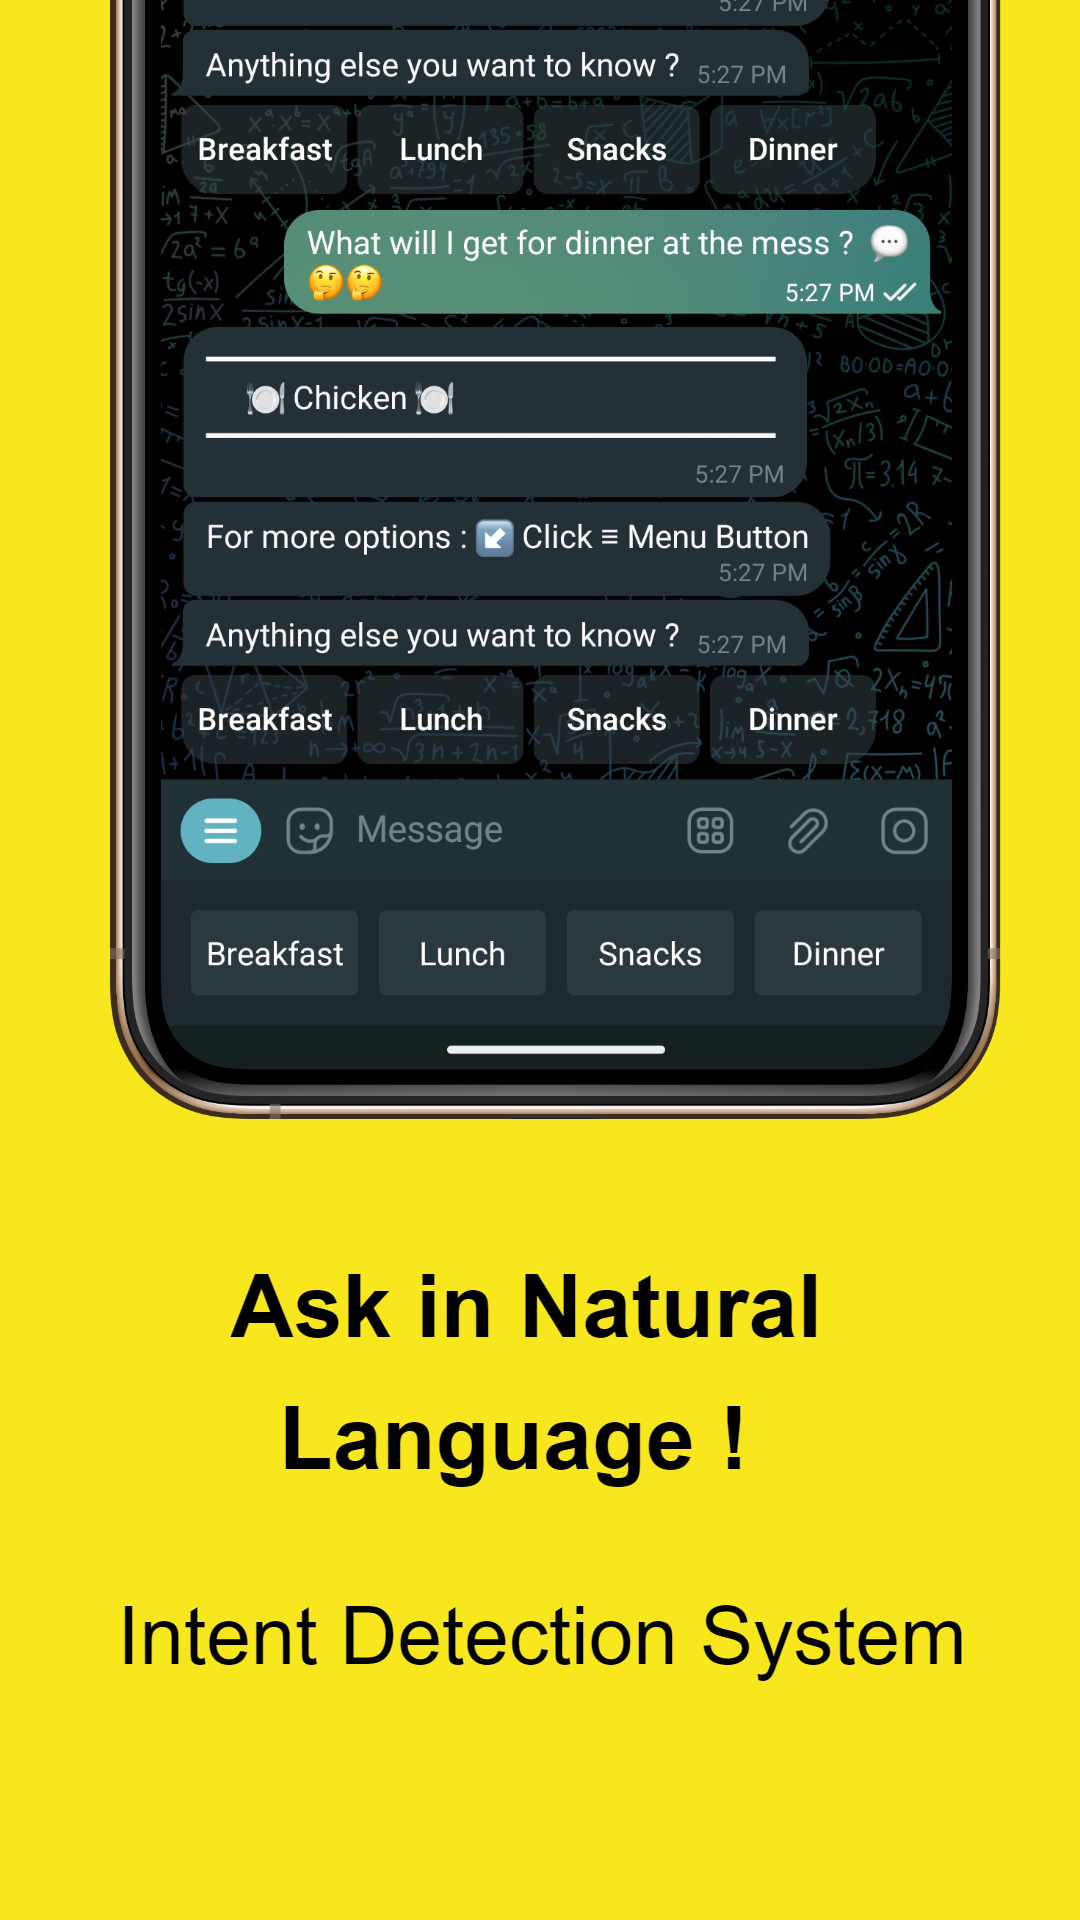 5:27 PM
Anything else you want to know ? 5:27 PM
Breakfast Lunch Snacks Dinner
What will I get for dinner at the mess ? 💬
🤔🤔 5:27 PM
🍽 Chicken 🍽
5:27 PM
For more options : ↙️ Click ≡ Menu Button
5:27 PM
Anything else you want to know ? 5:27 PM
Breakfast Lunch Snacks Dinner
Message
Breakfast Lunch Snacks Dinner
Ask in Natural
Language !
Intent Detection System